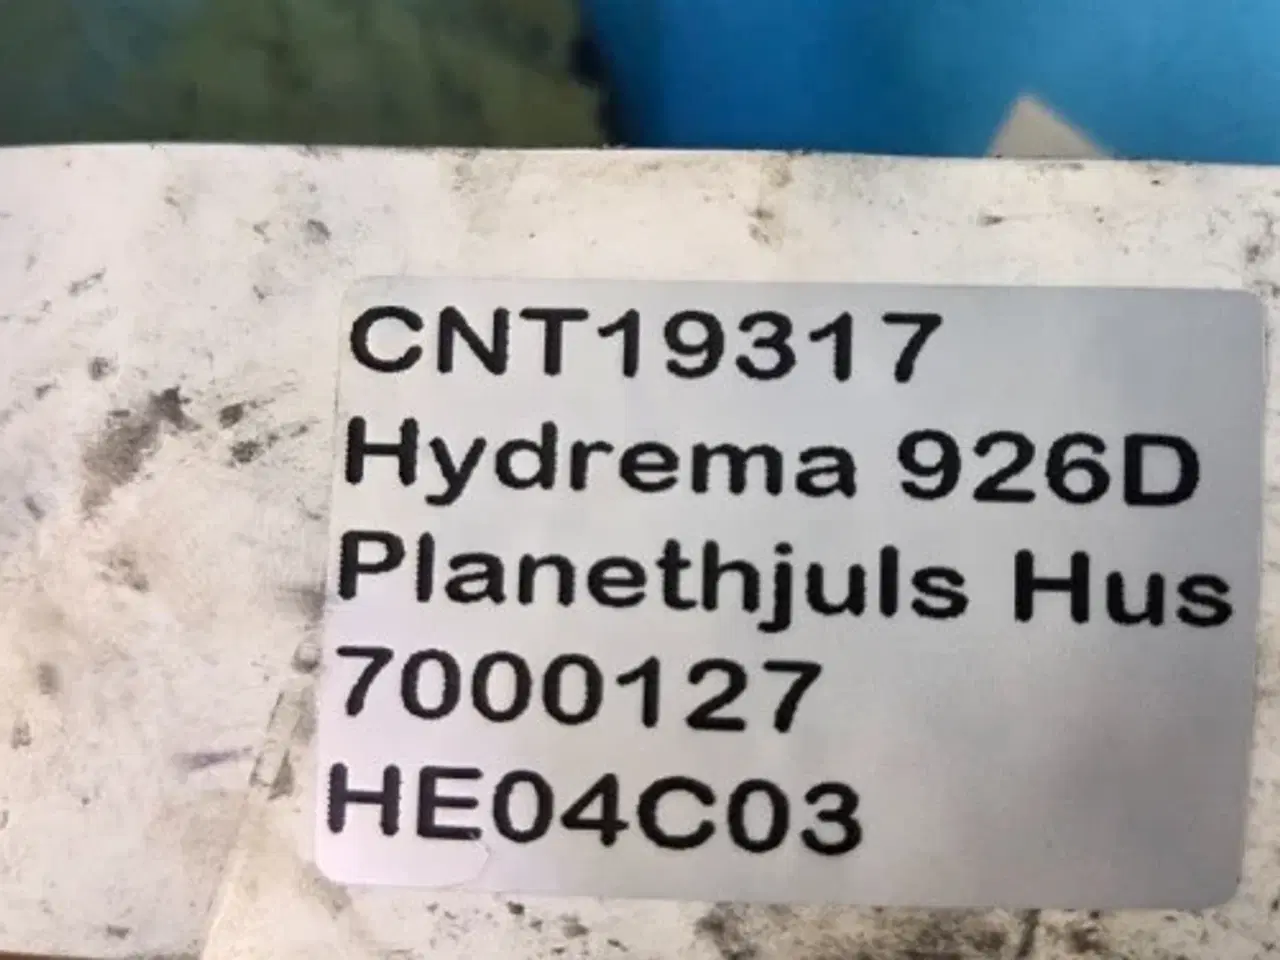 CNT19317
Hydrema 926D
Planethjuls Hus
7000127
HE04C03